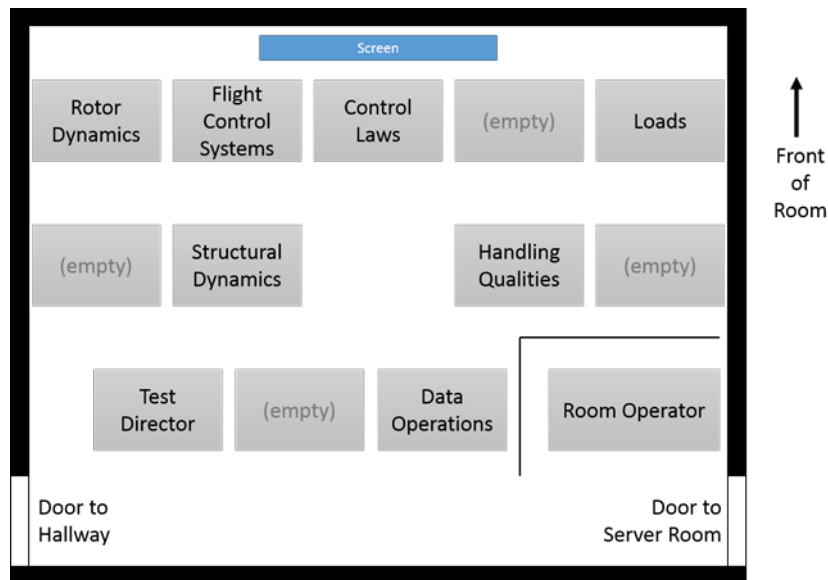 Screen
Rotor
Dynamics
Flight
Control
Systems
Control
Laws
(empty)
Loads
Front
of
Room
(empty)
Structural
Dynamics
Handling
Qualities
(empty)
Test
Director
(empty)
Data
Operations
Room Operator
Door to
Hallway
Door to
Server Room